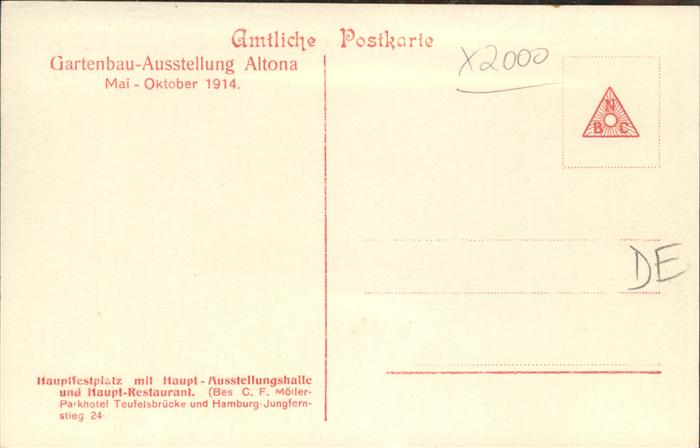 Amtliche Postkarte
Gartenbau-Ausstellung Altona
Mai - Oktober 1914.
X2000
N
B C
DE
Hauptfestplatz mit Haupt-Ausstellungshalle
und Haupt-Restaurant. (Bes C. F. Möller-
Parkhotel Teufelsbrücke und Hamburg-Jungfern-
stieg 24.